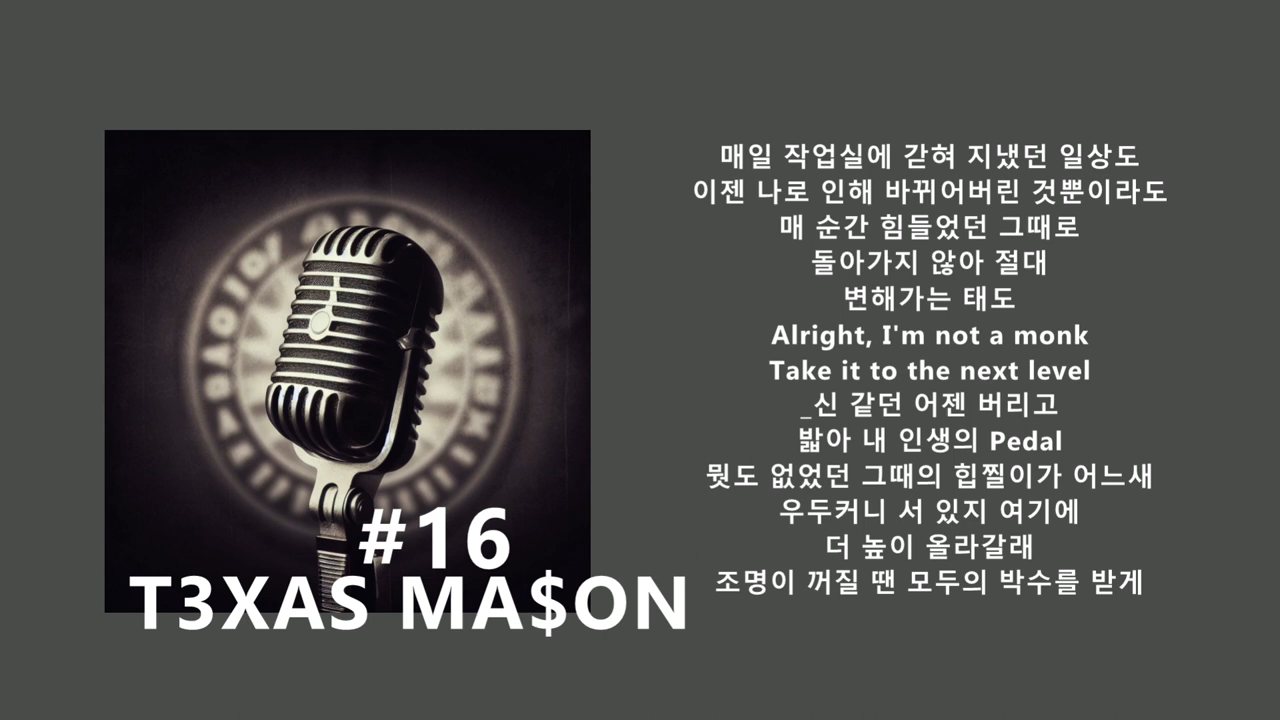 #16
T3XAS MA$ON
매일 작업실에 갇혀 지냈던 일상도
이젠 나로 인해 바뀌어버린 것뿐이라도
매 순간 힘들었던 그때로
돌아가지 않아 절대
변해가는 태도
Alright, I'm not a monk
Take it to the next level
_신 같던 어젠 버리고
밟아 내 인생의 Pedal
뭣도 없었던 그때의 힙찔이가 어느새
우두커니 서 있지 여기에
더 높이 올라갈래
조명이 꺼질 땐 모두의 박수를 받게